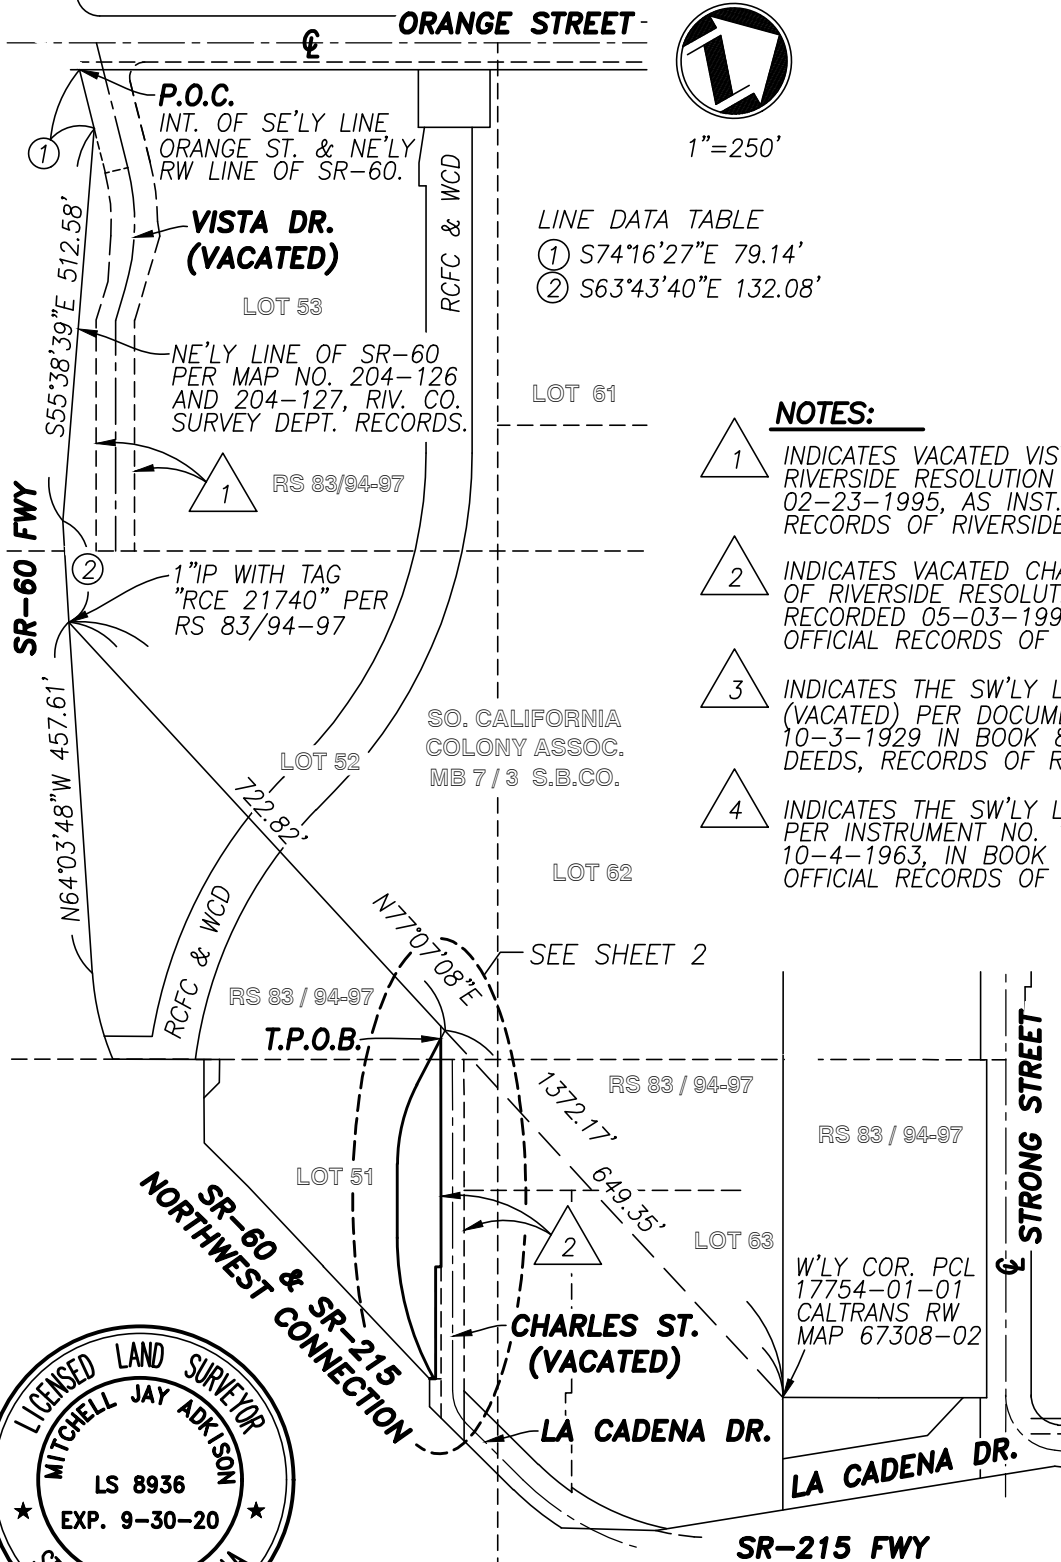 ORANGE STREET
℄
1"=250'
P.O.C.
INT. OF SE'LY LINE
ORANGE ST. & NE'LY
RW LINE OF SR-60.
1
VISTA DR.
(VACATED)
RCFC & WCD
LINE DATA TABLE
1 S74°16'27"E 79.14'
2 S63°43'40"E 132.08'
S55°38'39"E 512.58'
LOT 53
NE'LY LINE OF SR-60
PER MAP NO. 204-126
AND 204-127, RIV. CO.
SURVEY DEPT. RECORDS.
LOT 61
1
RS 83/94-97
SR-60 FWY
2
1"IP WITH TAG
"RCE 21740" PER
RS 83/94-97
NOTES:
1 INDICATES VACATED VIS
RIVERSIDE RESOLUTION
02-23-1995, AS INST.
RECORDS OF RIVERSIDE
2 INDICATES VACATED CHA
OF RIVERSIDE RESOLUT
RECORDED 05-03-199
OFFICIAL RECORDS OF
3 INDICATES THE SW'LY L
(VACATED) PER DOCUM
10-3-1929 IN BOOK
DEEDS, RECORDS OF R
4 INDICATES THE SW'LY L
PER INSTRUMENT NO.
10-4-1963, IN BOOK
OFFICIAL RECORDS OF
N64°03'48"W 457.61'
SO. CALIFORNIA
COLONY ASSOC.
MB 7 / 3 S.B.CO.
LOT 52
722.82'
LOT 62
RCFC & WCD
N77°07'08"E
SEE SHEET 2
RS 83 / 94-97
T.P.O.B.
1372.17'
RS 83 / 94-97
RS 83 / 94-97
STRONG STREET
℄
LOT 51
649.35'
2
LOT 63
SR-60 & SR-215
NORTHWEST CONNECTION
W'LY COR. PCL
17754-01-01
CALTRANS RW
MAP 67308-02
CHARLES ST.
(VACATED)
LA CADENA DR.
LA CADENA DR.
SR-215 FWY
LICENSED LAND SURVEYOR
MITCHELL JAY ADKISON
LS 8936
EXP. 9-30-20